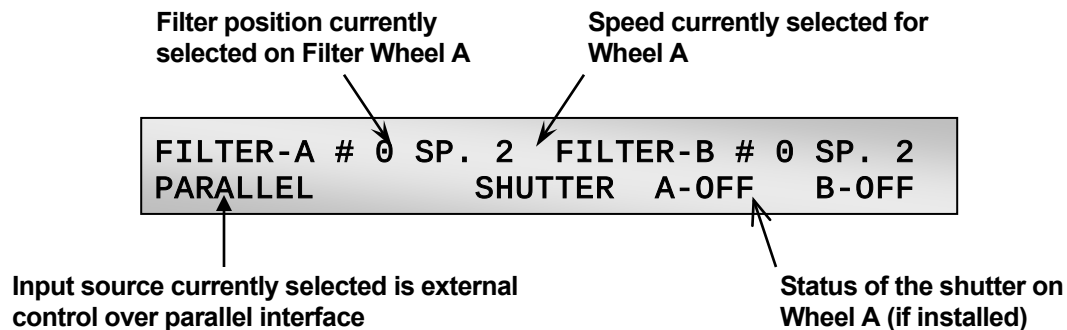 Filter position currently
selected on Filter Wheel A
Speed currently selected for
Wheel A
FILTER-A # 0 SP. 2 FILTER-B # 0 SP. 2
PARALLEL SHUTTER A-OFF B-OFF
Input source currently selected is external
control over parallel interface
Status of the shutter on
Wheel A (if installed)